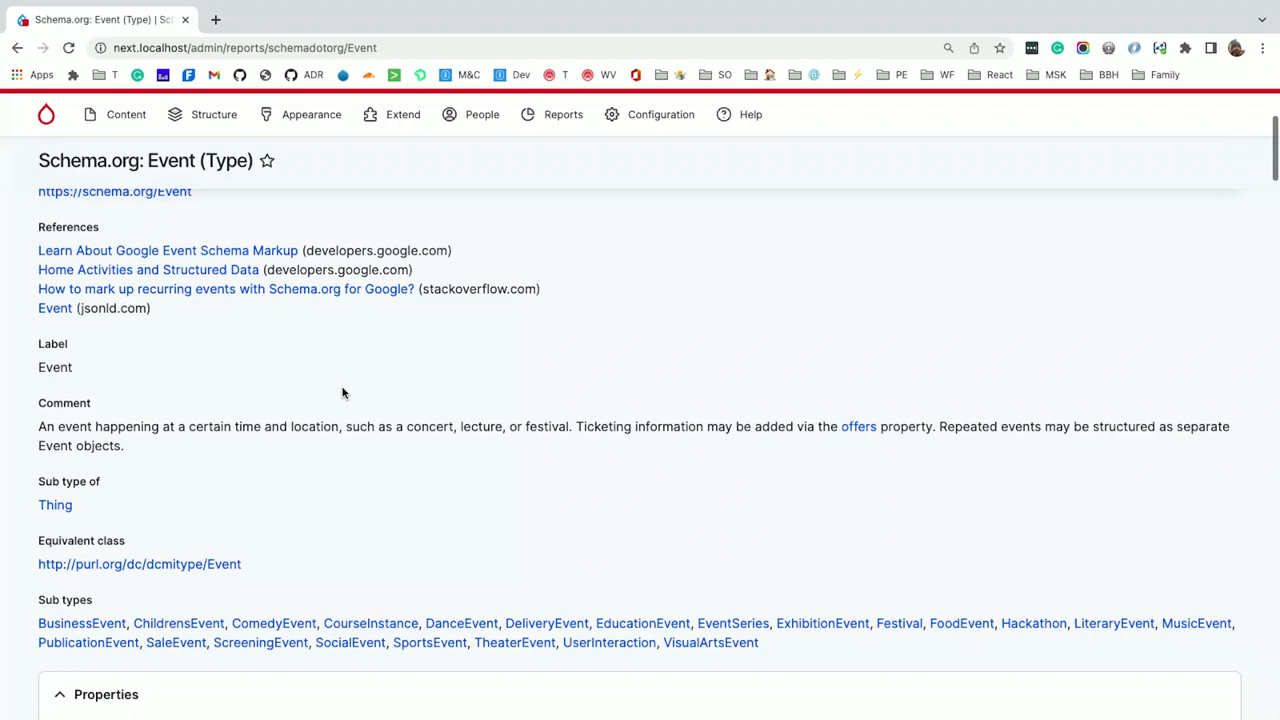 Schema.org: Event (Type) | Sc
next.localhost/admin/reports/schemadotorg/Event
Apps T ADR M&C Dev T WV SO PE WF React MSK BBH Family
Content Structure Appearance Extend People Reports Configuration Help
Schema.org: Event (Type)
https://schema.org/Event
References
Learn About Google Event Schema Markup (developers.google.com)
Home Activities and Structured Data (developers.google.com)
How to mark up recurring events with Schema.org for Google? (stackoverflow.com)
Event (jsonld.com)
Label
Event
Comment
An event happening at a certain time and location, such as a concert, lecture, or festival. Ticketing information may be added via the offers property. Repeated events may be structured as separate
Event objects.
Sub type of
Thing
Equivalent class
http://purl.org/dc/dcmitype/Event
Sub types
BusinessEvent, ChildrensEvent, ComedyEvent, CourseInstance, DanceEvent, DeliveryEvent, EducationEvent, EventSeries, ExhibitionEvent, Festival, FoodEvent, Hackathon, LiteraryEvent, MusicEvent,
PublicationEvent, SaleEvent, ScreeningEvent, SocialEvent, SportsEvent, TheaterEvent, UserInteraction, VisualArtsEvent
Properties